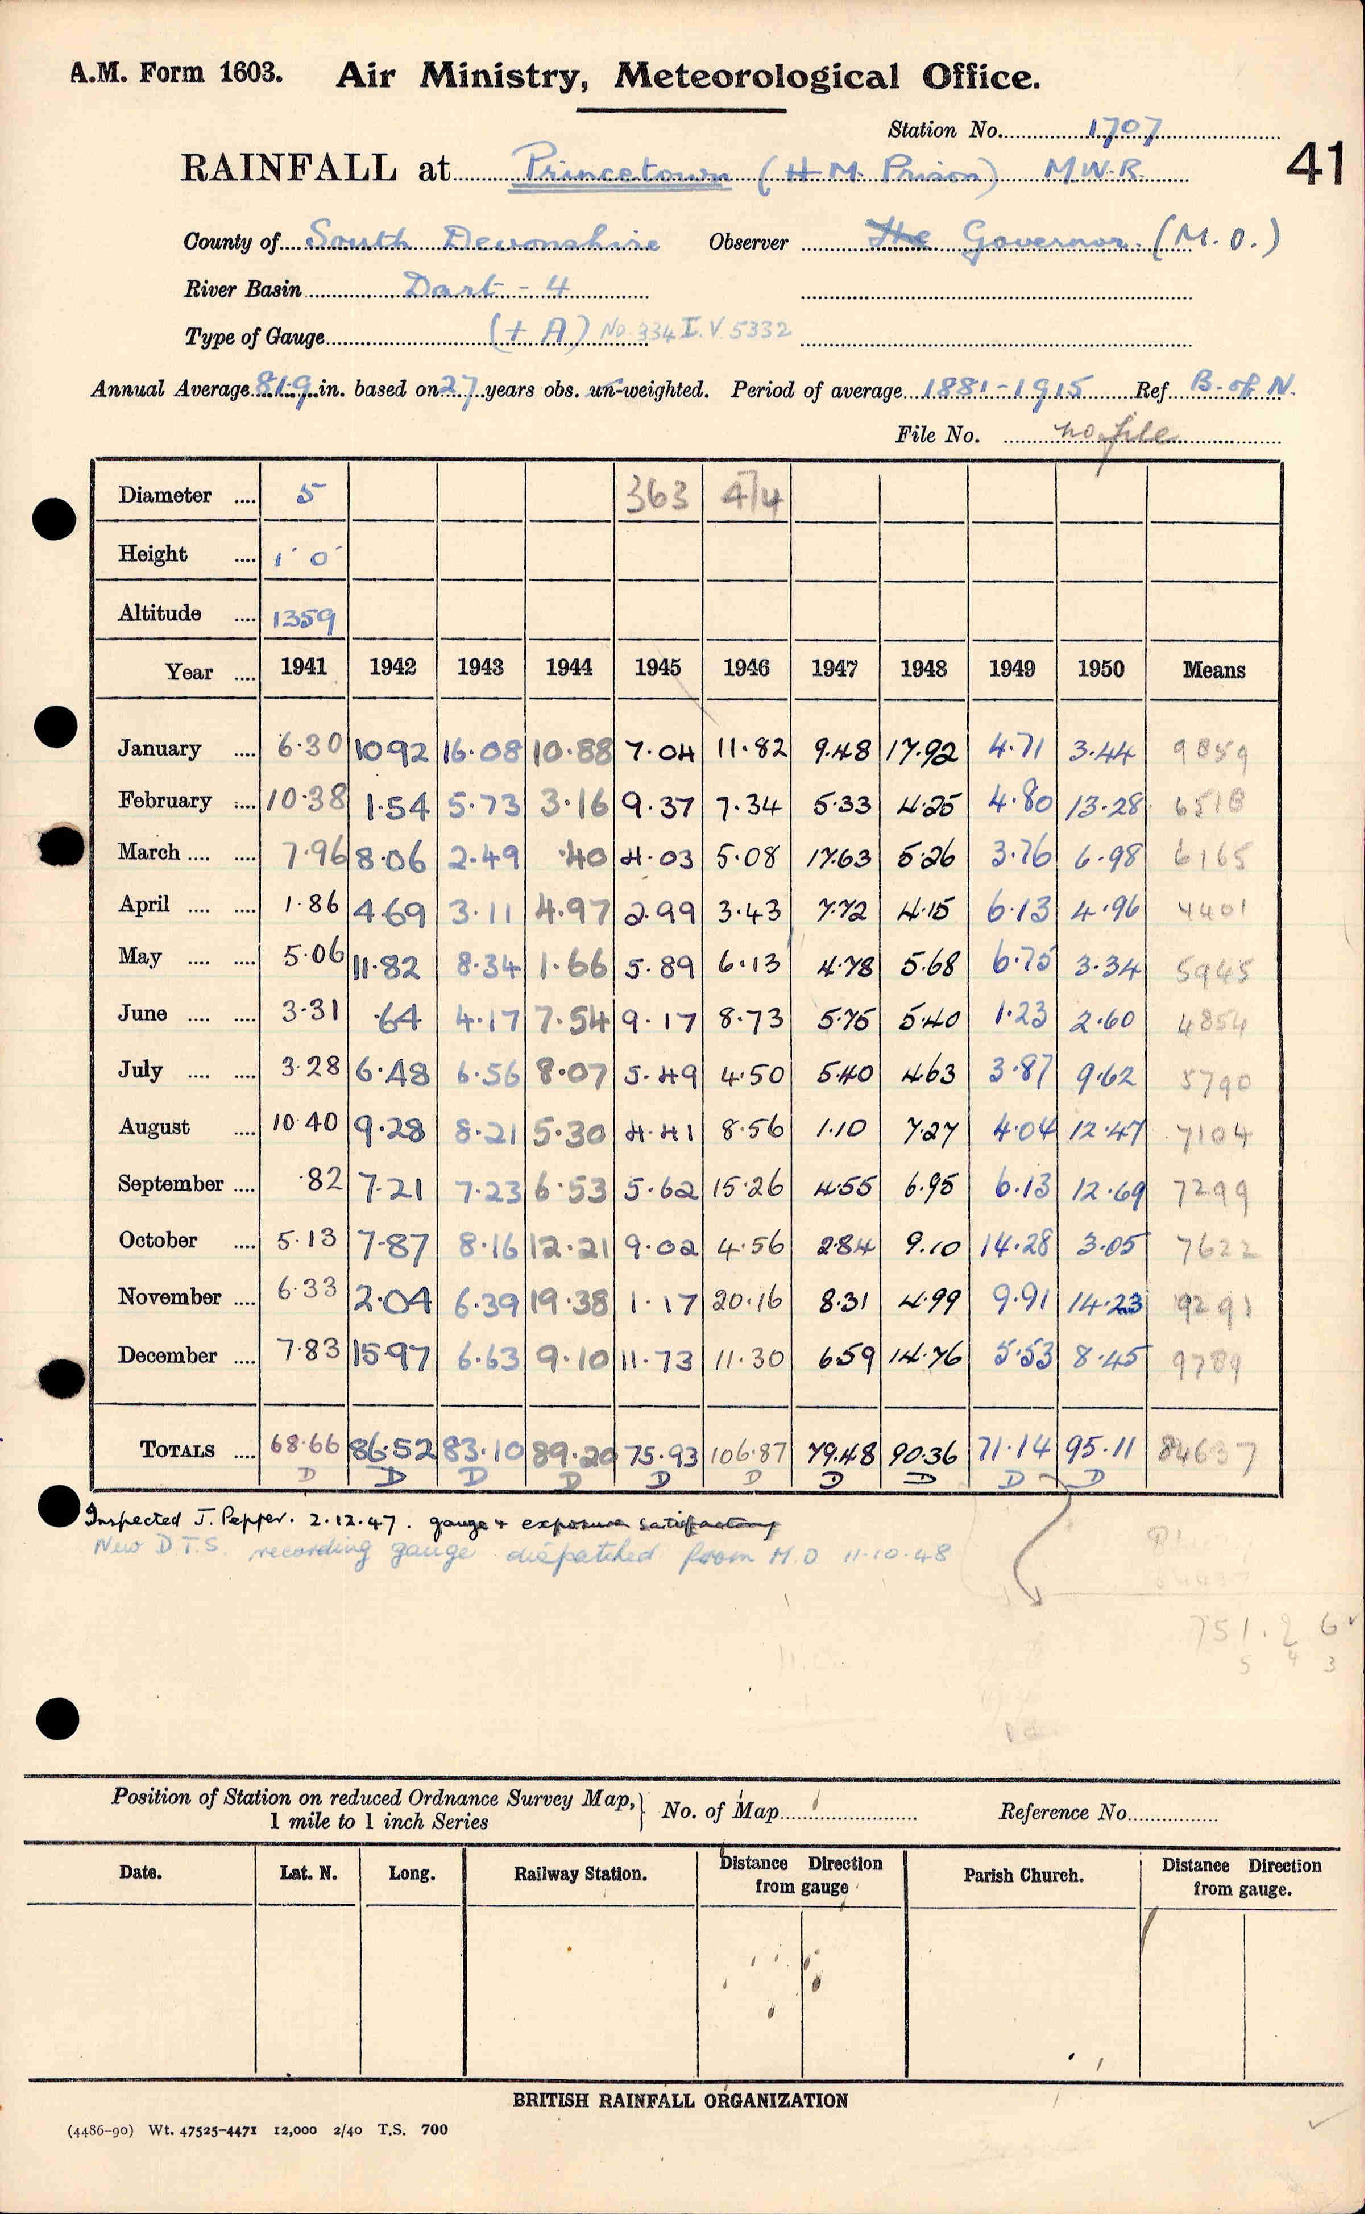 A.M. Form 1603. Air Ministry, Meteorological Office.
Station No. 1707
41
RAINFALL at Princetown (H.M. Prison) M.W.R.
County of South Devonshire Observer The Governor. (M.O.)
River Basin Dart - 4
Type of Gauge (+ A) No. 334 I.V. 5332
Annual Average 81.9 in. based on 27 years obs. un-weighted. Period of average 1881-1915 Ref B. of N.
File No. no file
Diameter .... 5 363 474
Height .... 1' 0"
Altitude .... 1359
Year .... 1941 1942 1943 1944 1945 1946 1947 1948 1949 1950 Means
January .... 6.30 10.92 16.08 10.88 7.04 11.82 9.48 17.92 4.71 3.44 9859
February .... 10.38 1.54 5.73 3.16 9.37 7.34 5.33 4.25 4.80 13.28 6518
March .... .... 7.96 8.06 2.49 .40 4.03 5.08 17.63 5.26 3.76 6.98 6165
April .... .... 1.86 4.69 3.11 4.97 2.99 3.43 7.72 4.15 6.13 4.96 4401
May .... .... 5.06 11.82 8.34 1.66 5.89 6.13 4.78 5.68 6.75 3.34 5945
June .... .... 3.31 .64 4.17 7.54 9.17 8.73 5.75 5.40 1.23 2.60 4854
July .... .... 3.28 6.48 6.56 8.07 5.49 4.50 5.40 4.63 3.87 9.62 5790
August .... 10.40 9.28 8.21 5.30 4.41 8.56 1.10 7.27 4.04 12.47 7104
September .... .82 7.21 7.23 6.53 5.62 15.26 4.55 6.95 6.13 12.69 7299
October .... 5.13 7.87 8.16 12.21 9.02 4.56 2.84 9.10 14.28 3.05 7622
November .... 6.33 2.04 6.39 19.38 1.17 20.16 8.31 4.99 9.91 14.23 9291
December .... 7.83 15.97 6.63 9.10 11.73 11.30 6.59 14.76 5.53 8.45 9789
TOTALS .... 68.66 86.52 83.10 89.20 75.93 106.87 79.48 90.36 71.14 95.11 84637
D D D D D D D D D D
Inspected J. Pepper. 2.12.47. gauge + exposure satisfactory
New D.T.S. recording gauge dispatched from M.O 11.10.48
751.2 6
5 4 3
Position of Station on reduced Ordnance Survey Map, 1 mile to 1 inch Series } No. of Map Reference No.
Date. Lat. N. Long. Railway Station. Distance Direction from gauge Parish Church. Distance Direction from gauge.
BRITISH RAINFALL ORGANIZATION
(4486-90) Wt. 47525-4471 12,000 2/40 T.S. 700